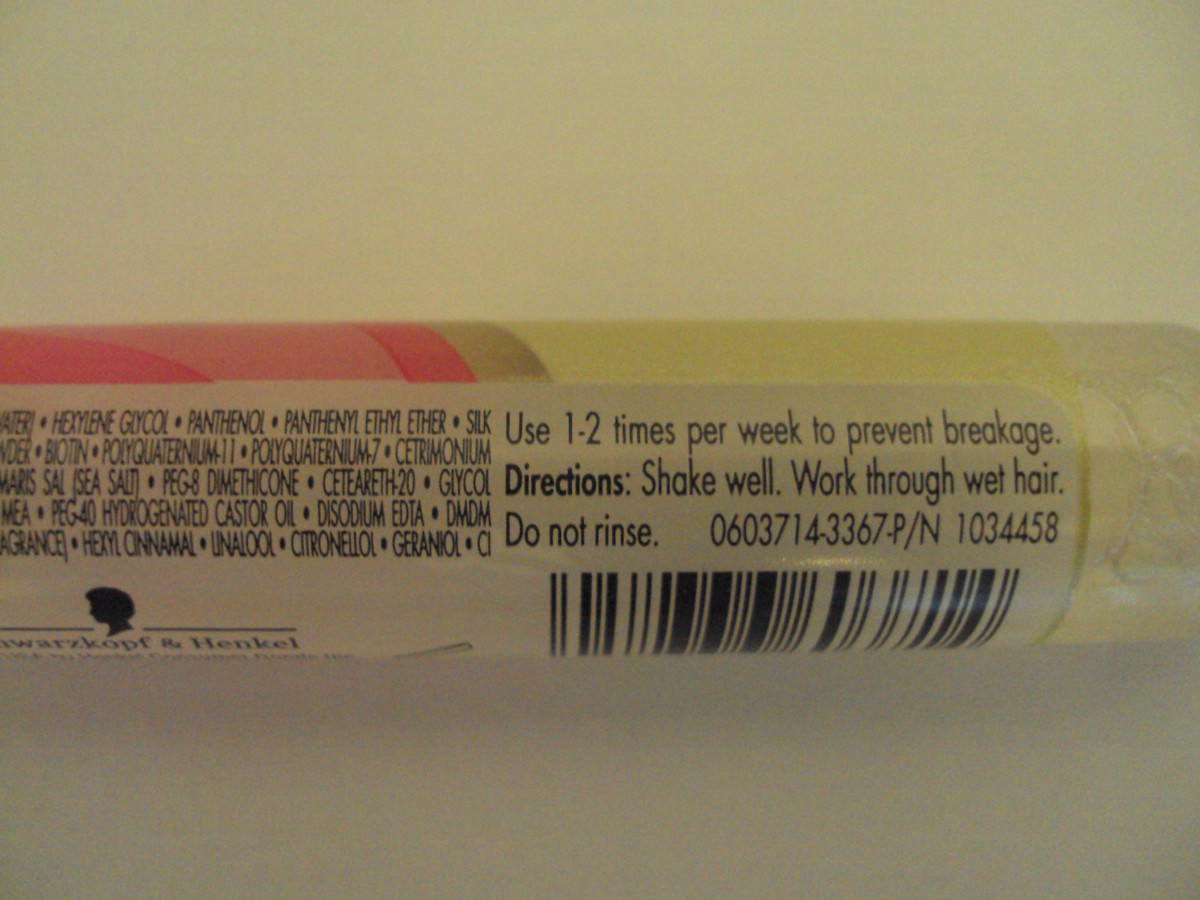 • HEXYLENE GLYCOL • PANTHENOL • PANTHENYL ETHYL ETHER • SILK
• BIOTIN • POLYQUATERNIUM-11 • POLYQUATERNIUM-7 • CETRIMONIUM
MARIS SAL (SEA SALT) • PEG-8 DIMETHICONE • CETEARETH-20 • GLYCOL
MEA • PEG-40 HYDROGENATED CASTOR OIL • DISODIUM EDTA • DMDM
AGRANCE) • HEXYL CINNAMAL • LINALOOL • CITRONELLOL • GERANIOL • CI
Use 1-2 times per week to prevent breakage.
Directions: Shake well. Work through wet hair.
Do not rinse. 0603714-3367-P/N 1034458
hwarzkopf & Henkel